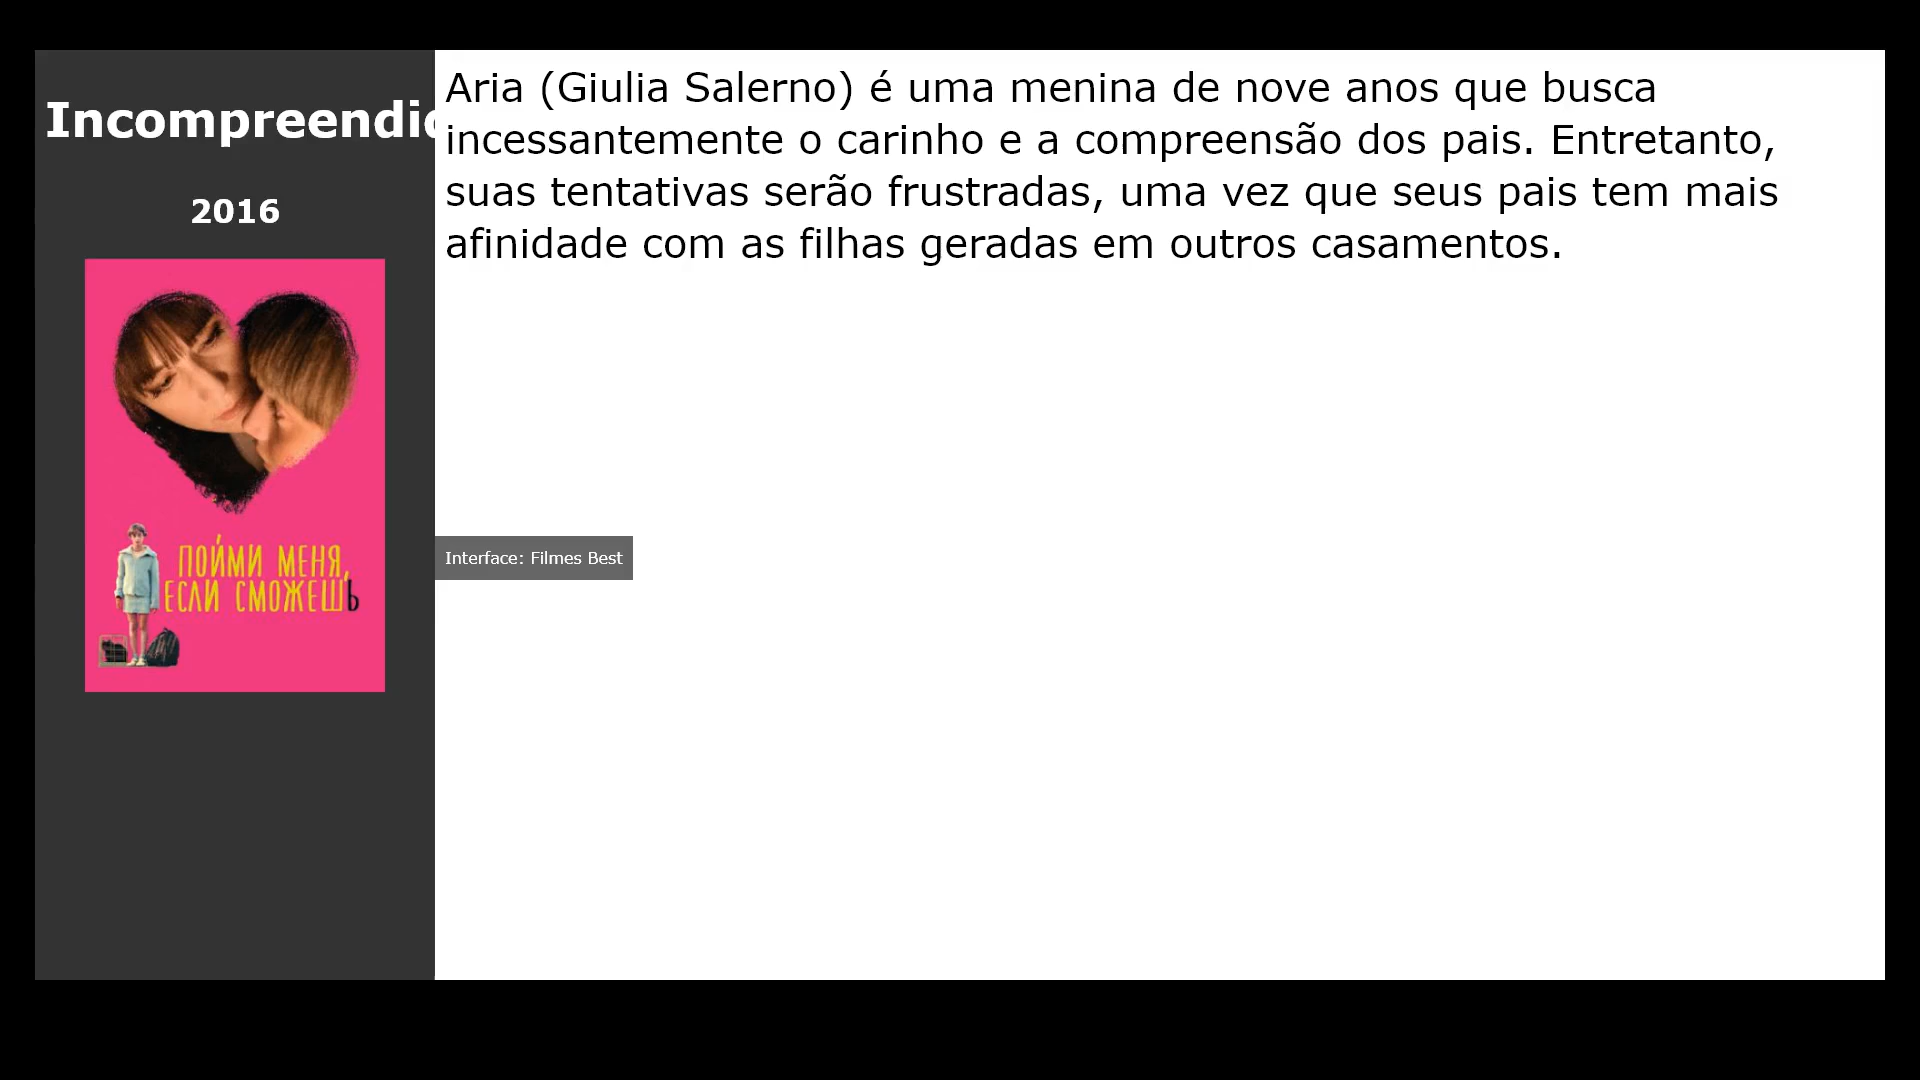 Incompreendid
2016
ПОЙМИ МЕНЯ,
ЕСЛИ СМОЖЕШЬ
Aria (Giulia Salerno) é uma menina de nove anos que busca
incessantemente o carinho e a compreensão dos pais. Entretanto,
suas tentativas serão frustradas, uma vez que seus pais tem mais
afinidade com as filhas geradas em outros casamentos.
Interface: Filmes Best